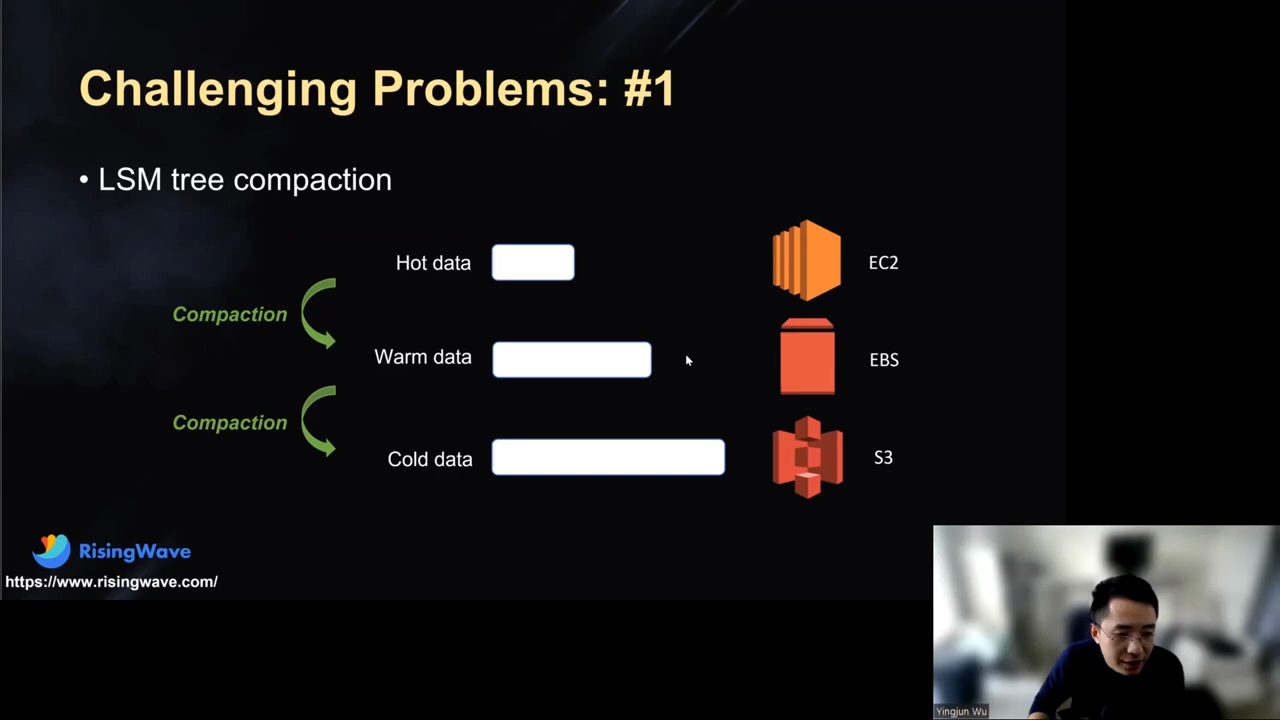 Challenging Problems: #1
• LSM tree compaction
Hot data
EC2
Compaction
Warm data
EBS
Compaction
Cold data
S3
RisingWave
https://www.risingwave.com/
Yingjun Wu